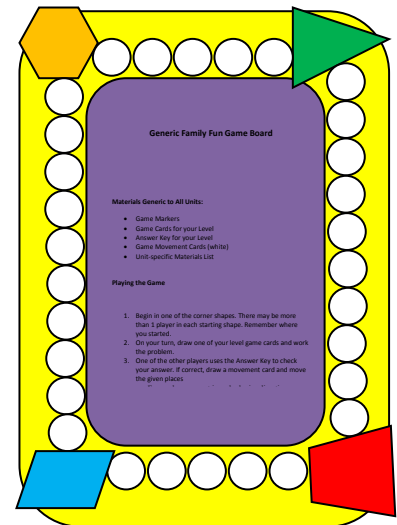 Generic Family Fun Game Board
Materials Generic to All Units:
• Game Markers
• Game Cards for your Level
• Answer Key for your Level
• Game Movement Cards (white)
• Unit-specific Materials List
Playing the Game
1. Begin in one of the corner shapes. There may be more
than 1 player in each starting shape. Remember where
you started.
2. On your turn, draw one of your level game cards and work
the problem.
3. One of the other players uses the Answer Key to check
your answer. If correct, draw a movement card and move
the given places